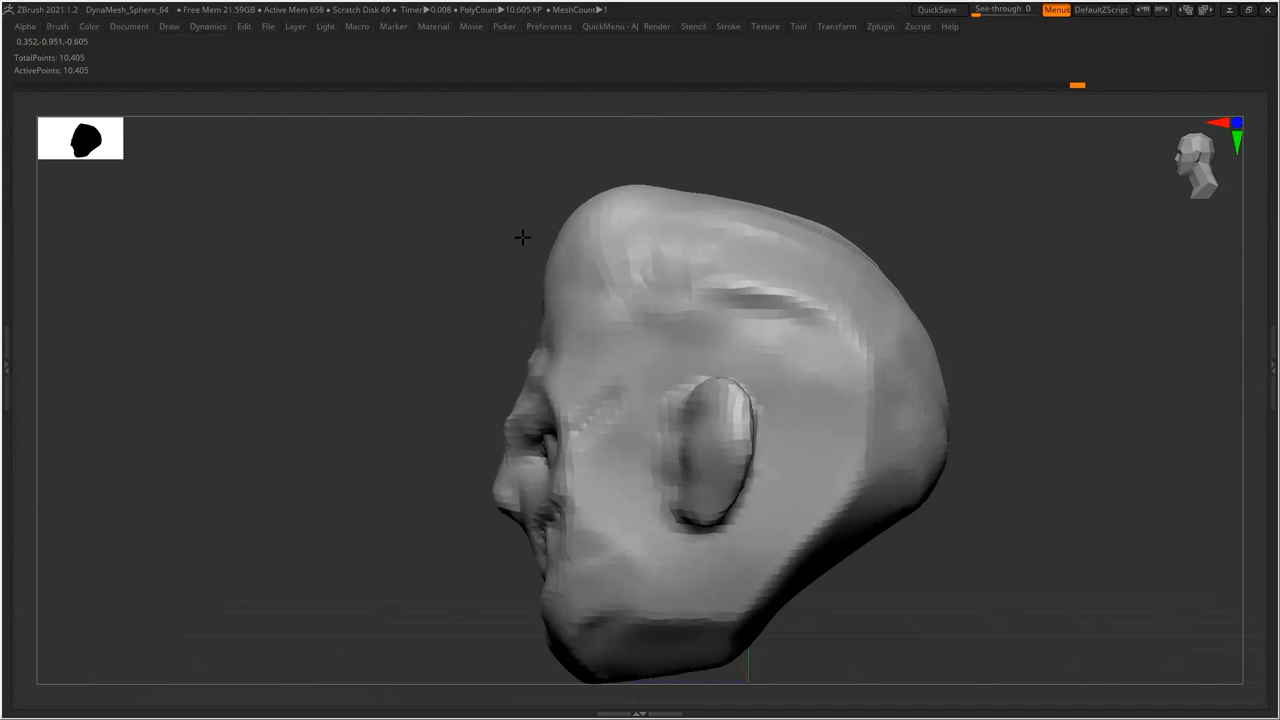 ZBrush 2021.1.2 DynaMesh_Sphere_64 ● Free Mem 21.59GB ● Active Mem 658 ● Scratch Disk 49 ● Timer▶0.008 ● PolyCount▶10.605 KP ● MeshCount▶1 QuickSave See-through 0 Menus DefaultZScript
Alpha Brush Color Document Draw Dynamics Edit File Layer Light Macro Marker Material Movie Picker Preferences QuickMenu - A| Render Stencil Stroke Texture Tool Transform Zplugin Zscript Help
0.352,-0.951,-0.605
TotalPoints: 10,405
ActivePoints: 10,405